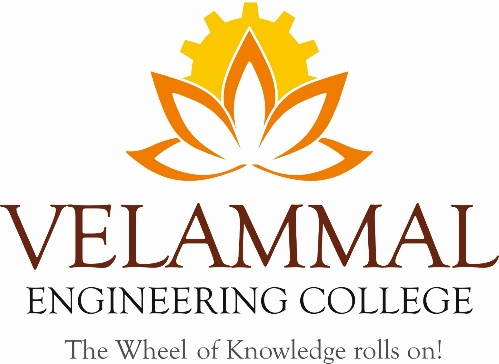 VELAMMAL
ENGINEERING COLLEGE
The Wheel of Knowledge rolls on!